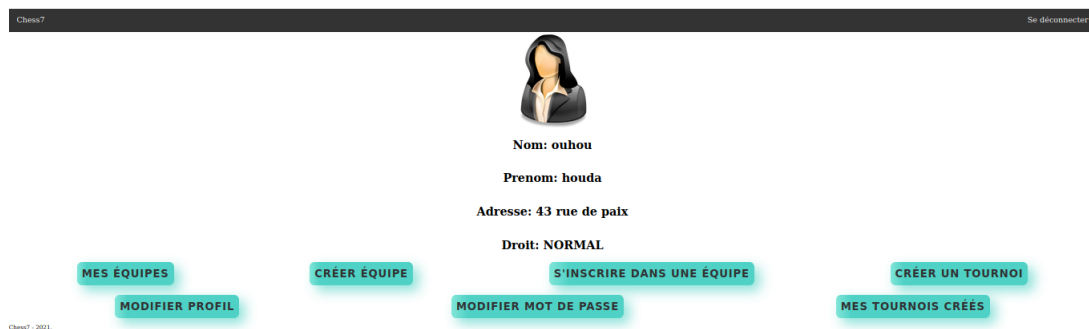 Chess7
Se déconnecter
Nom: ouhou
Prenom: houda
Adresse: 43 rue de paix
Droit: NORMAL
MES ÉQUIPES
CRÉER ÉQUIPE
S'INSCRIRE DANS UNE ÉQUIPE
CRÉER UN TOURNOI
MODIFIER PROFIL
MODIFIER MOT DE PASSE
MES TOURNOIS CRÉÉS
Chess7 - 2021.